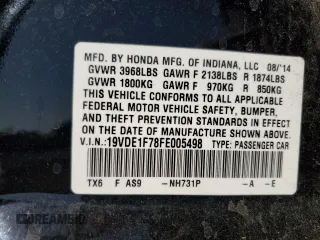 MFD. BY HONDA MFG. OF INDIANA, LLC 08/'14
GVWR 3968LBS GAWR F 2138LBS R 1874LBS
GVWR 1800KG GAWR F 970KG R 850KG
THIS VEHICLE CONFORMS TO ALL APPLICABLE
FEDERAL MOTOR VEHICLE SAFETY, BUMPER,
AND THEFT PREVENTION STANDARDS IN
EFFECT ON THE DATE OF MANUFACTURE
SHOWN ABOVE.
V.I.N.: 19VDE1F78FE005498 TYPE: PASSENGER CAR
TX6 F AS9 -NH731P -A -E